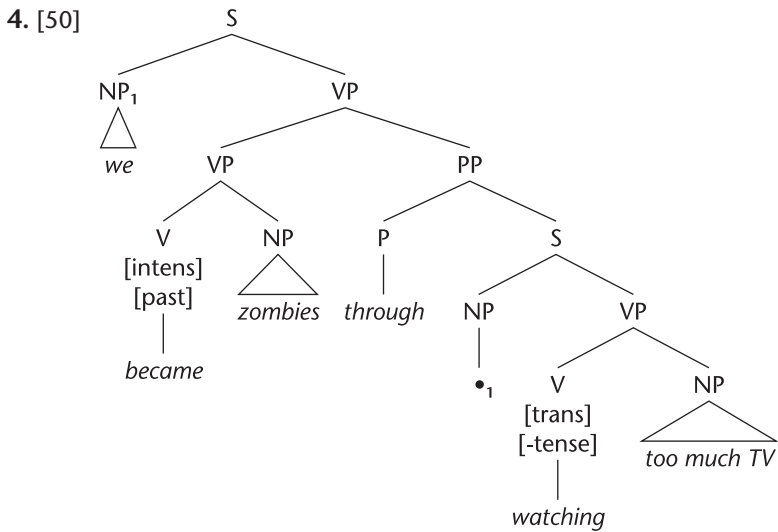 4. [50]
S
NP₁ VP
we
VP PP
V NP P S
[intens]
[past]
zombies through NP VP
became
•₁ V NP
[trans]
[-tense]
too much TV
watching